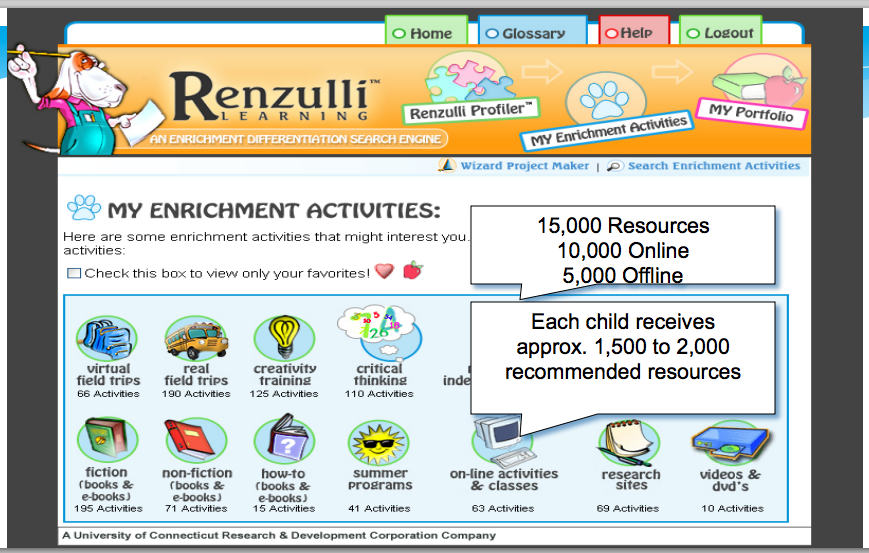 Home
Glossary
Help
Logout
Renzulli™
LEARNING
AN ENRICHMENT DIFFERENTIATION SEARCH ENGINE
Renzulli Profiler™
MY Enrichment Activities
MY Portfolio
Wizard Project Maker | Search Enrichment Activities
MY ENRICHMENT ACTIVITIES:
Here are some enrichment activities that might interest you.
activities:
Check this box to view only your favorites!
15,000 Resources
10,000 Online
5,000 Offline
Each child receives
approx. 1,500 to 2,000
recommended resources
virtual
field trips
66 Activities
real
field trips
190 Activities
creativity
training
125 Activities
critical
thinking
110 Activities
fiction
(books &
e-books)
195 Activities
non-fiction
(books &
e-books)
71 Activities
how-to
(books &
e-books)
15 Activities
summer
programs
41 Activities
on-line activities
& classes
63 Activities
research
sites
69 Activities
videos &
dvd's
10 Activities
A University of Connecticut Research & Development Corporation Company